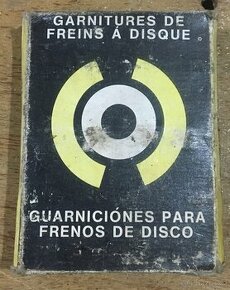 GARNITURES DE
FREINS Á DISQUE
GUARNICIÓNES PARA
FRENOS DE DISCO